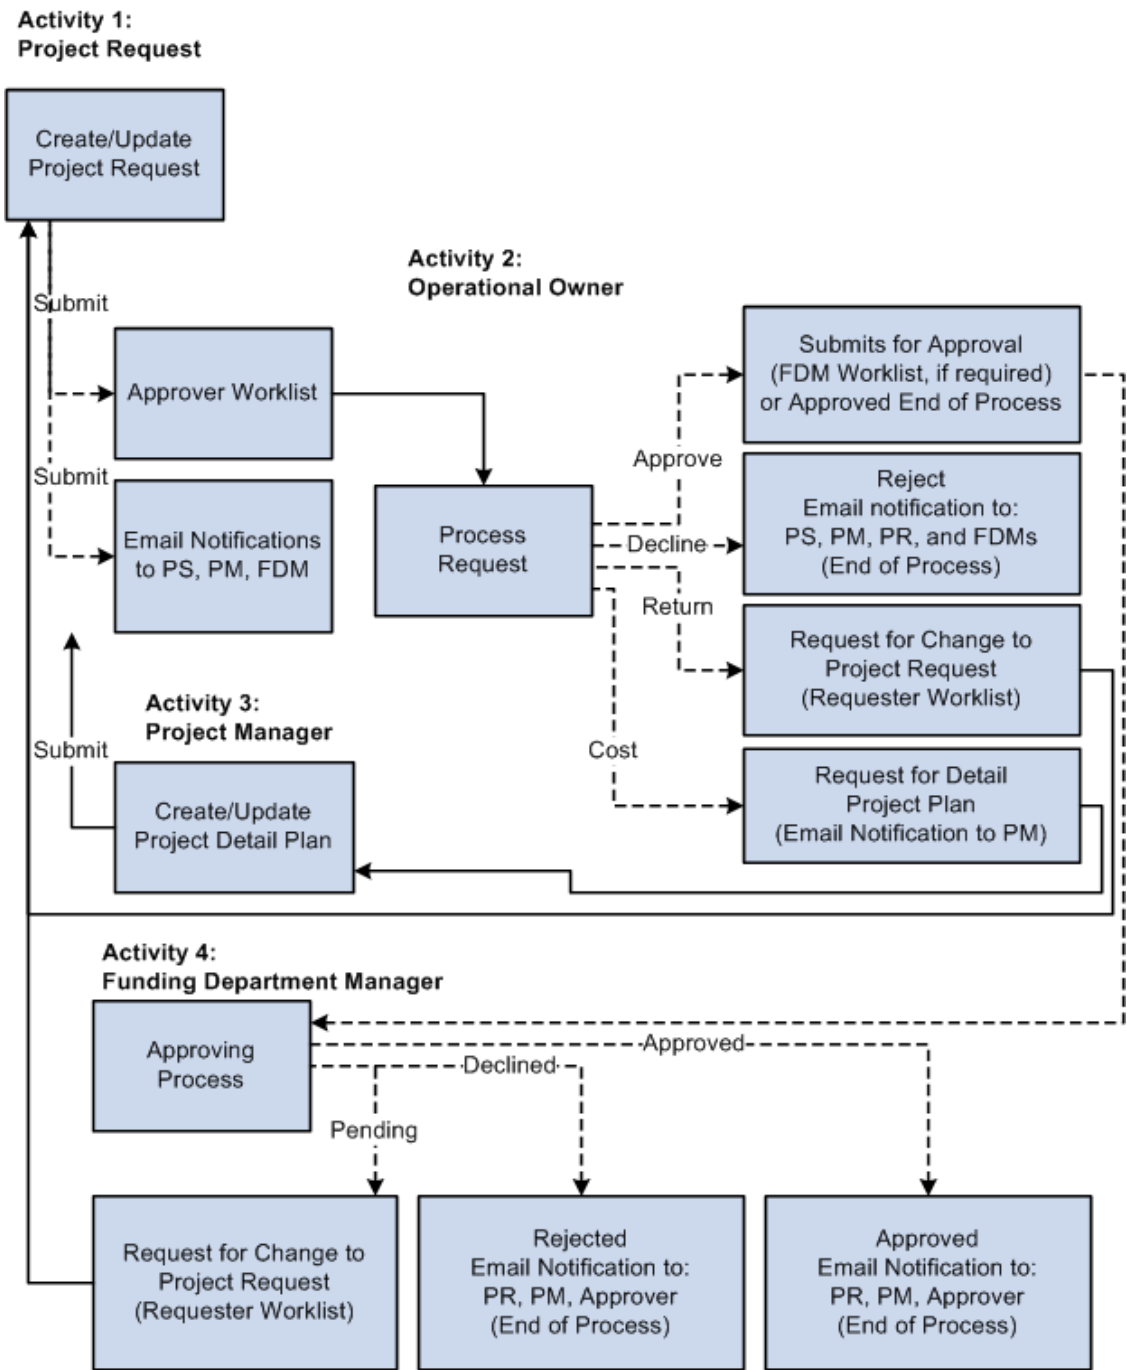 Activity 1:
Project Request
Create/Update
Project Request
Submit
Activity 2:
Operational Owner
Approver Worklist
Submit
Email Notifications
to PS, PM, FDM
Process
Request
Approve
Decline
Return
Cost
Submits for Approval
(FDM Worklist, if required)
or Approved End of Process
Reject
Email notification to:
PS, PM, PR, and FDMs
(End of Process)
Request for Change to
Project Request
(Requester Worklist)
Request for Detail
Project Plan
(Email Notification to PM)
Activity 3:
Project Manager
Submit
Create/Update
Project Detail Plan
Activity 4:
Funding Department Manager
Approving
Process
Approved
Declined
Pending
Request for Change to
Project Request
(Requester Worklist)
Rejected
Email Notification to:
PR, PM, Approver
(End of Process)
Approved
Email Notification to:
PR, PM, Approver
(End of Process)